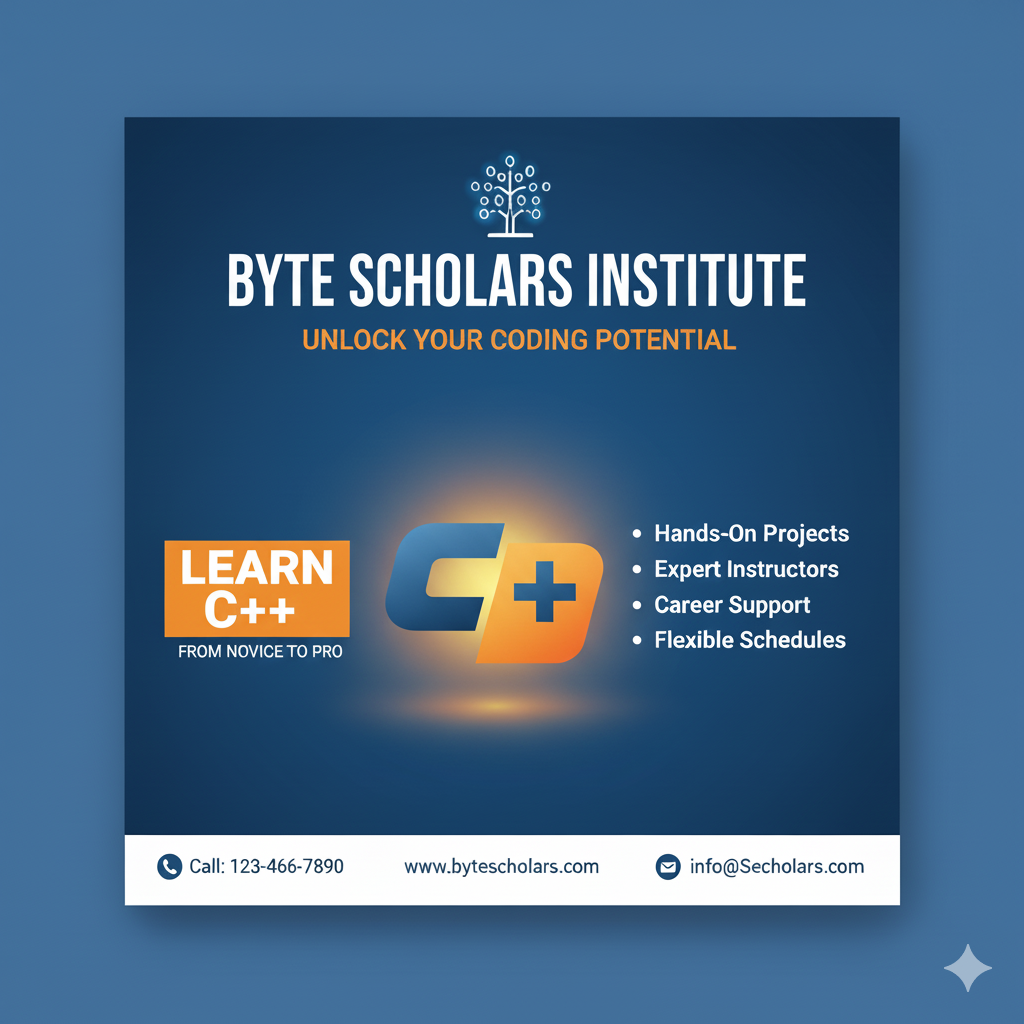 BYTE SCHOLARS INSTITUTE
UNLOCK YOUR CODING POTENTIAL
LEARN
C++
FROM NOVICE TO PRO
C+
• Hands-On Projects
• Expert Instructors
• Career Support
• Flexible Schedules
Call: 123-466-7890
www.bytescholars.com
info@Secholars.com